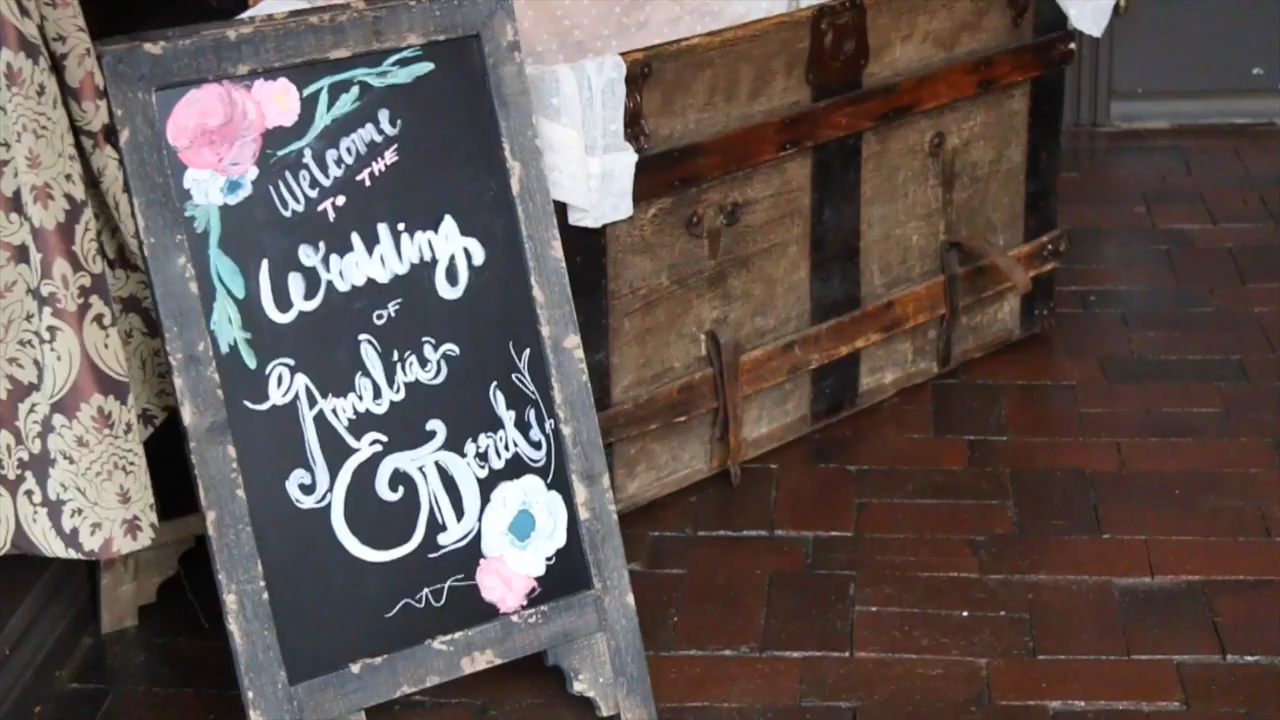 Welcome
To THE
Wedding
OF
Amelia
& Derek